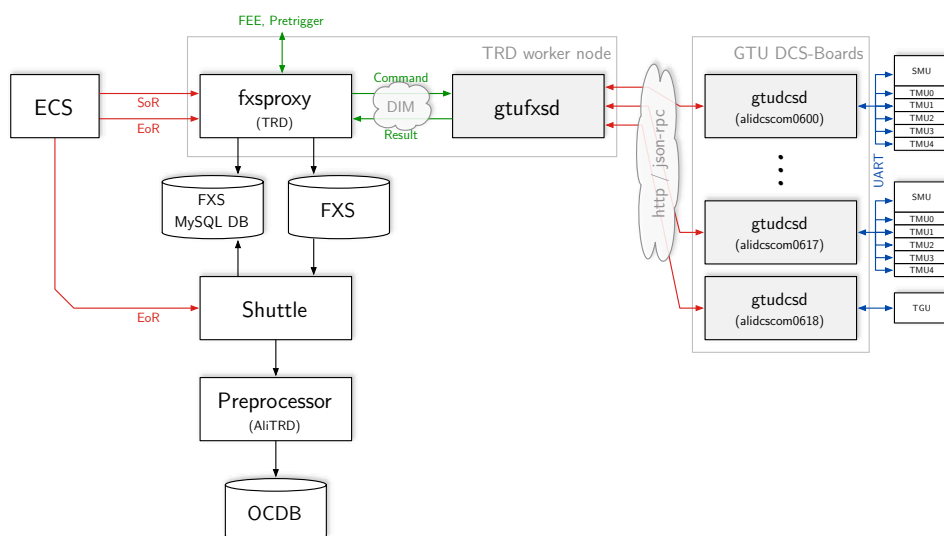 FEE, Pretrigger
TRD worker node
GTU DCS-Boards
ECS
SoR
EoR
fxsproxy
(TRD)
Command
DIM
Result
gtufxsd
http / json-rpc
gtudcsd
(alidcscom0600)
SMU
TMU0
TMU1
TMU2
TMU3
TMU4
UART
FXS
MySQL DB
FXS
gtudcsd
(alidcscom0617)
SMU
TMU0
TMU1
TMU2
TMU3
TMU4
EoR
Shuttle
gtudcsd
(alidcscom0618)
TGU
Preprocessor
(AliTRD)
OCDB